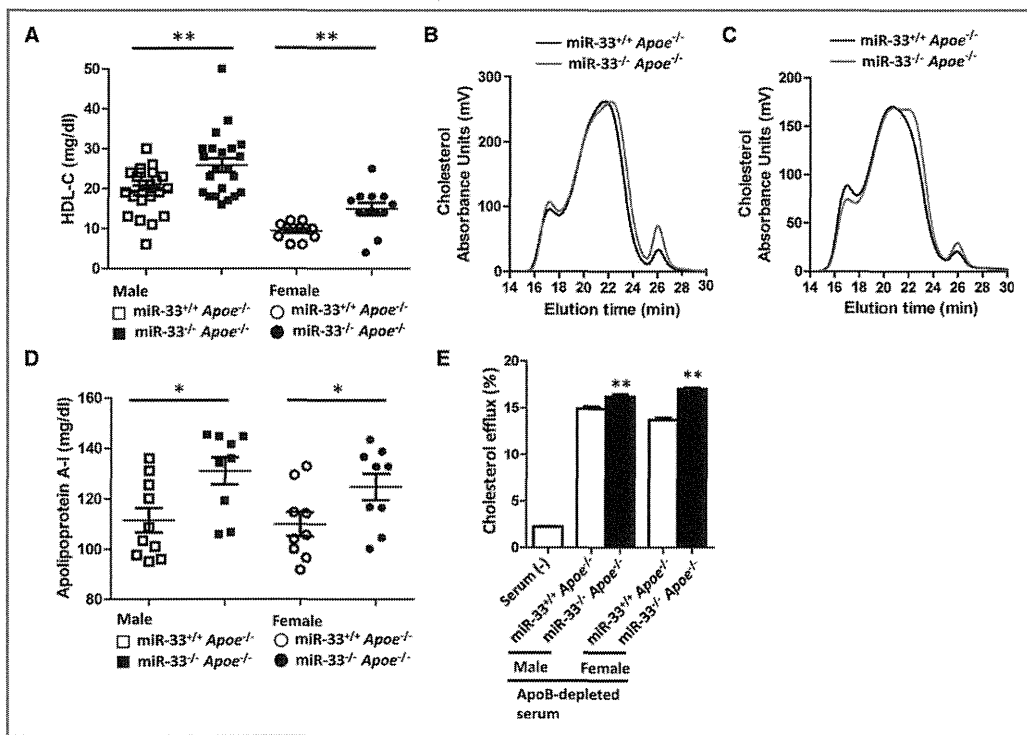 A
**
**
HDL-C (mg/dl)
50
40
30
20
10
0
Male
Female
miR-33+/+ Apoe-/-
miR-33+/+ Apoe-/-
miR-33-/- Apoe-/-
miR-33-/- Apoe-/-
B
miR-33+/+ Apoe-/-
miR-33-/- Apoe-/-
Cholesterol
Absorbance Units (mV)
300
200
100
0
14 16 18 20 22 24 26 28 30
Elution time (min)
C
miR-33+/+ Apoe-/-
miR-33-/- Apoe-/-
Cholesterol
Absorbance Units (mV)
200
150
100
50
0
14 16 18 20 22 24 26 28 30
Elution time (min)
D
*
*
Apolipoprotein A-I (mg/dl)
160
140
120
100
80
Male
Female
miR-33+/+ Apoe-/-
miR-33+/+ Apoe-/-
miR-33-/- Apoe-/-
miR-33-/- Apoe-/-
E
Cholesterol efflux (%)
20
15
10
5
0
**
**
Serum (-)
miR-33+/+ Apoe-/-
miR-33-/- Apoe-/-
miR-33+/+ Apoe-/-
miR-33-/- Apoe-/-
Male
Female
ApoB-depleted
serum